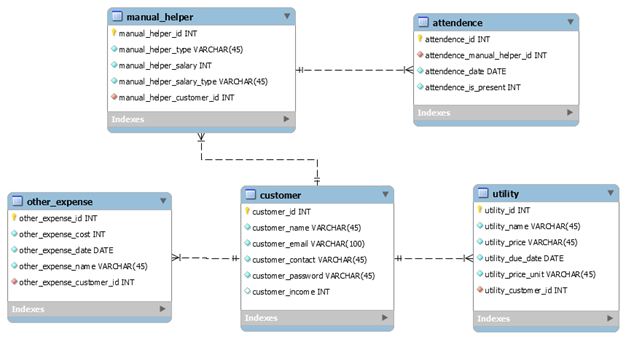 manual_helper
manual_helper_id INT
manual_helper_type VARCHAR(45)
manual_helper_salary INT
manual_helper_salary_type VARCHAR(45)
manual_helper_customer_id INT
Indexes
attendence
attendence_id INT
attendence_manual_helper_id INT
attendence_date DATE
attendence_is_present INT
Indexes
other_expense
other_expense_id INT
other_expense_cost INT
other_expense_date DATE
other_expense_name VARCHAR(45)
other_expense_customer_id INT
Indexes
customer
customer_id INT
customer_name VARCHAR(45)
customer_email VARCHAR(100)
customer_contact VARCHAR(45)
customer_password VARCHAR(45)
customer_income INT
Indexes
utility
utility_id INT
utility_name VARCHAR(45)
utility_price VARCHAR(45)
utility_due_date DATE
utility_price_unit VARCHAR(45)
utility_customer_id INT
Indexes